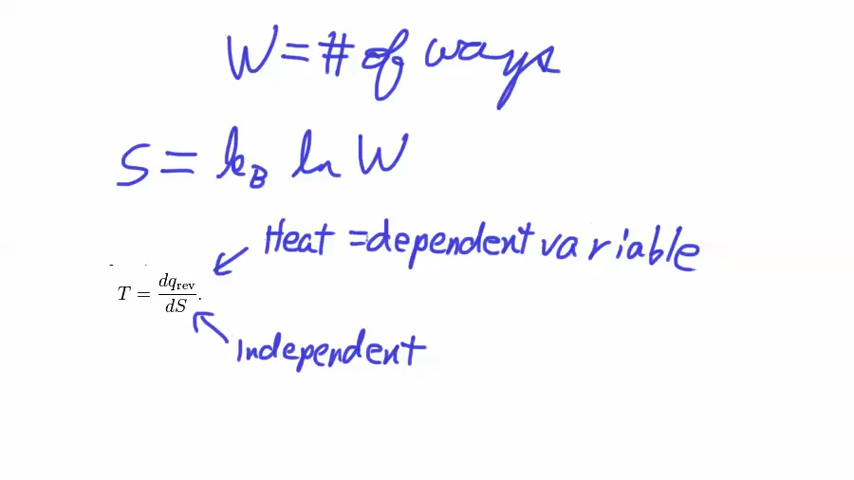 W = # of ways
S = k_B ln W
Heat = dependent variable
T = dq_rev/dS.
Independent